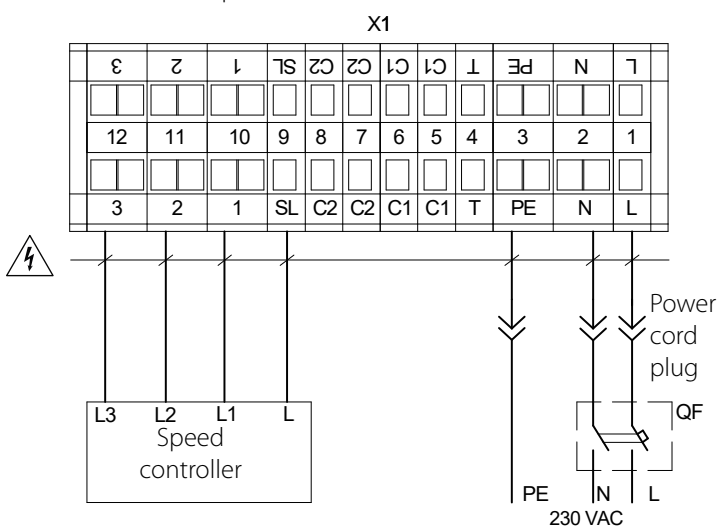 X1
3 2 1 SL C2 C2 C1 C1 T PE N L
12 11 10 9 8 7 6 5 4 3 2 1
3 2 1 SL C2 C2 C1 C1 T PE N L
Power
cord
plug
L3 L2 L1 L
QF
Speed
controller
PE N L
230 VAC